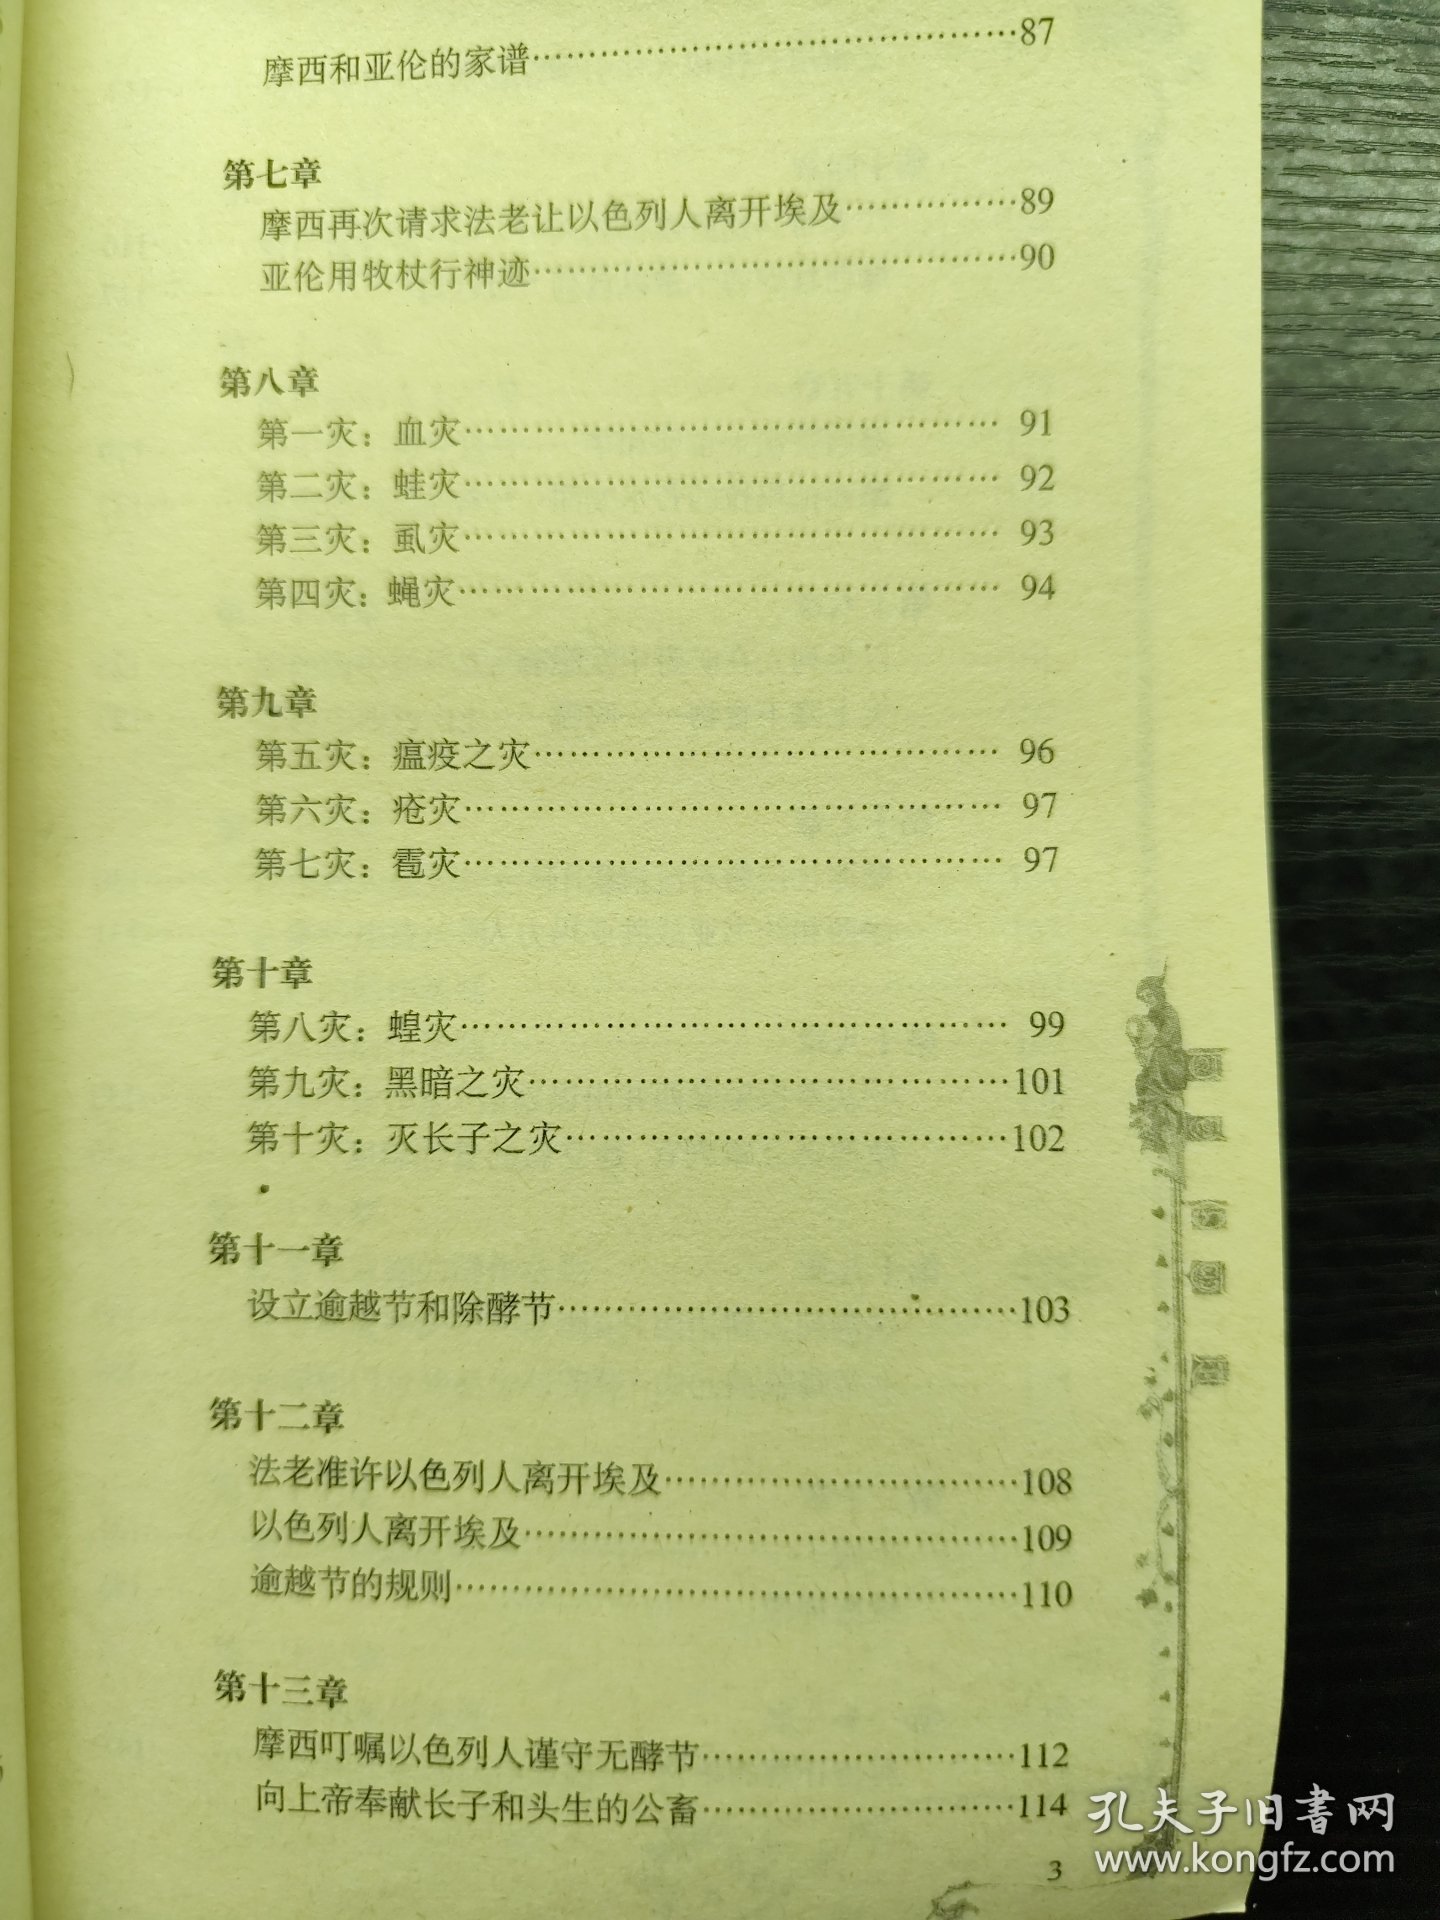 摩西和亚伦的家谱……………………………………87
第七章
摩西再次请求法老让以色列人离开埃及……………89
亚伦用牧杖行神迹……………………………………90
第八章
第一灾：血灾………………………………………… 91
第二灾：蛙灾………………………………………… 92
第三灾：虱灾………………………………………… 93
第四灾：蝇灾………………………………………… 94
第九章
第五灾：瘟疫之灾…………………………………… 96
第六灾：疮灾………………………………………… 97
第七灾：雹灾………………………………………… 97
第十章
第八灾：蝗灾………………………………………… 99
第九灾：黑暗之灾……………………………………101
第十灾：灭长子之灾…………………………………102
第十一章
设立逾越节和除酵节…………………………………103
第十二章
法老准许以色列人离开埃及…………………………108
以色列人离开埃及……………………………………109
逾越节的规则…………………………………………110
第十三章
摩西叮嘱以色列人谨守无酵节………………………112
向上帝奉献长子和头生的公畜………………………114
3
孔夫子旧書网
www.kongfz.com